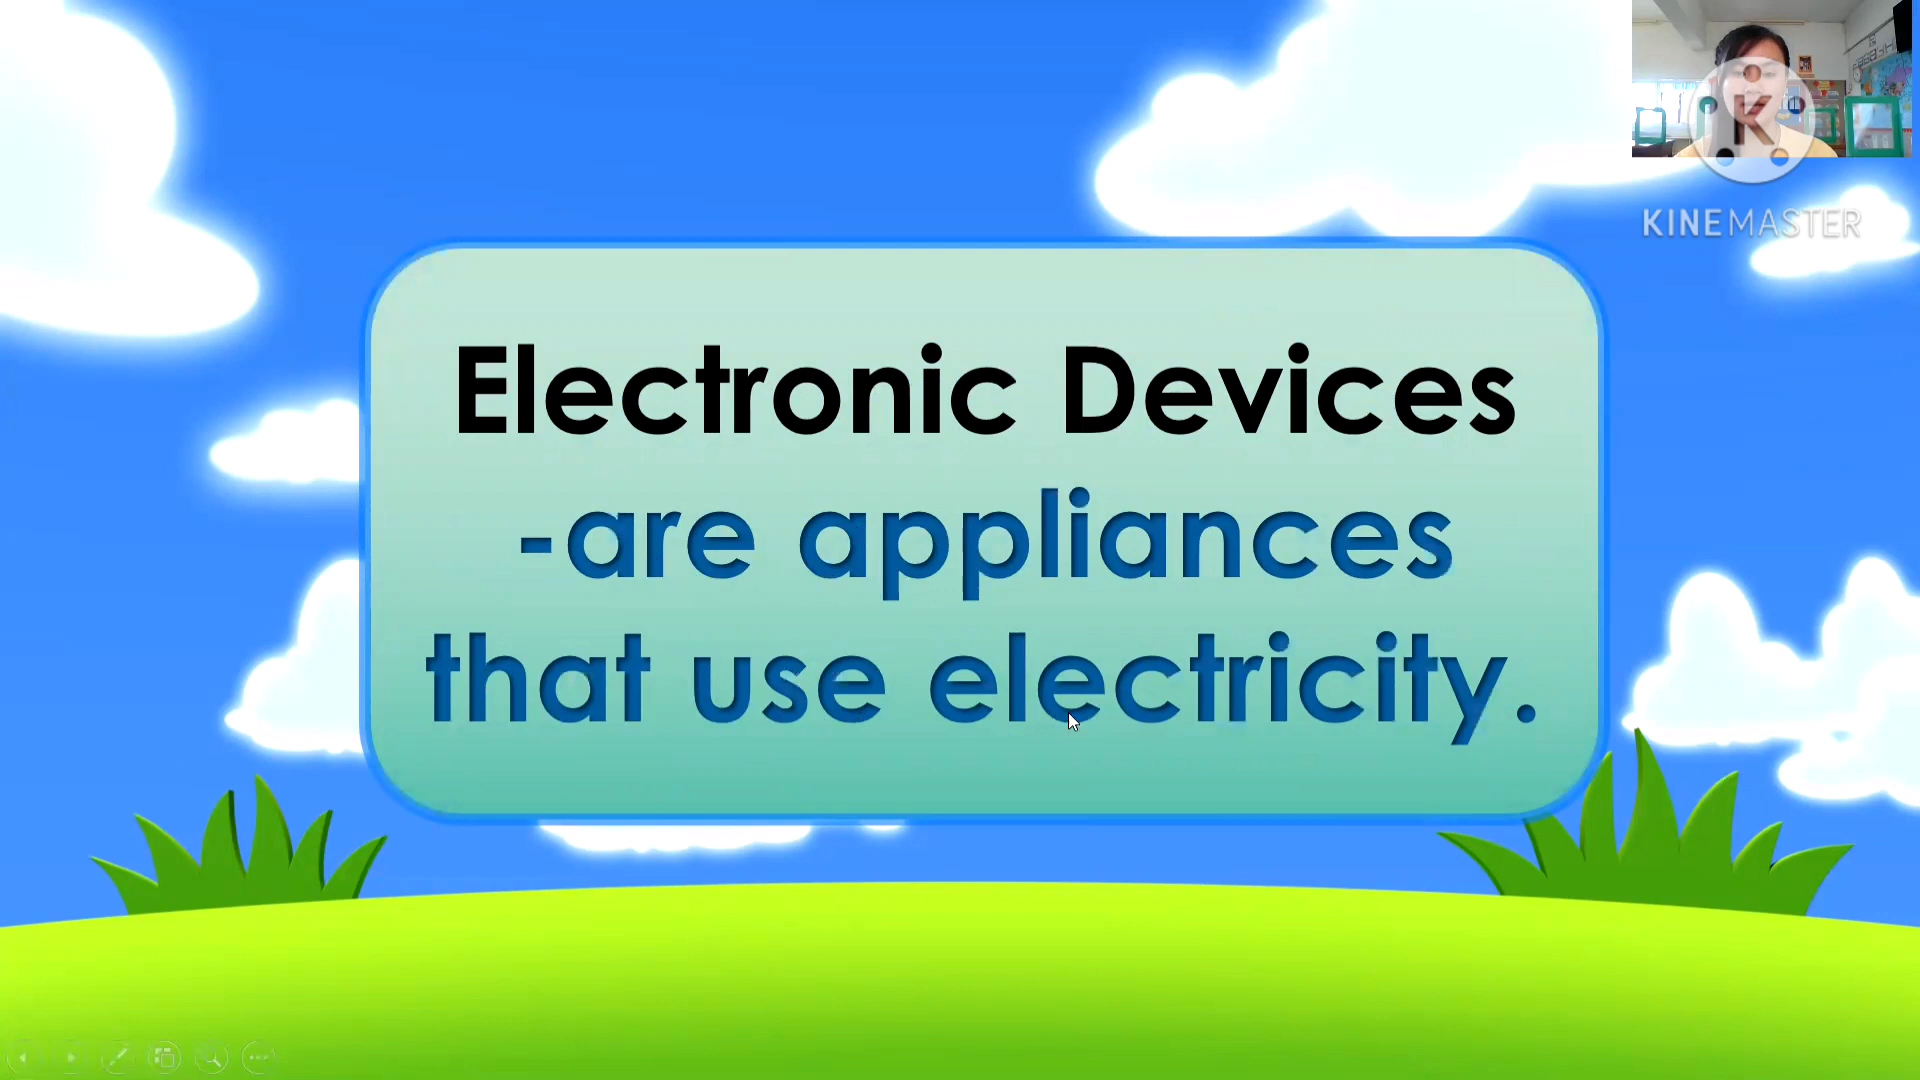 K
KINEMASTER
Electronic Devices
-are appliances
that use electricity.